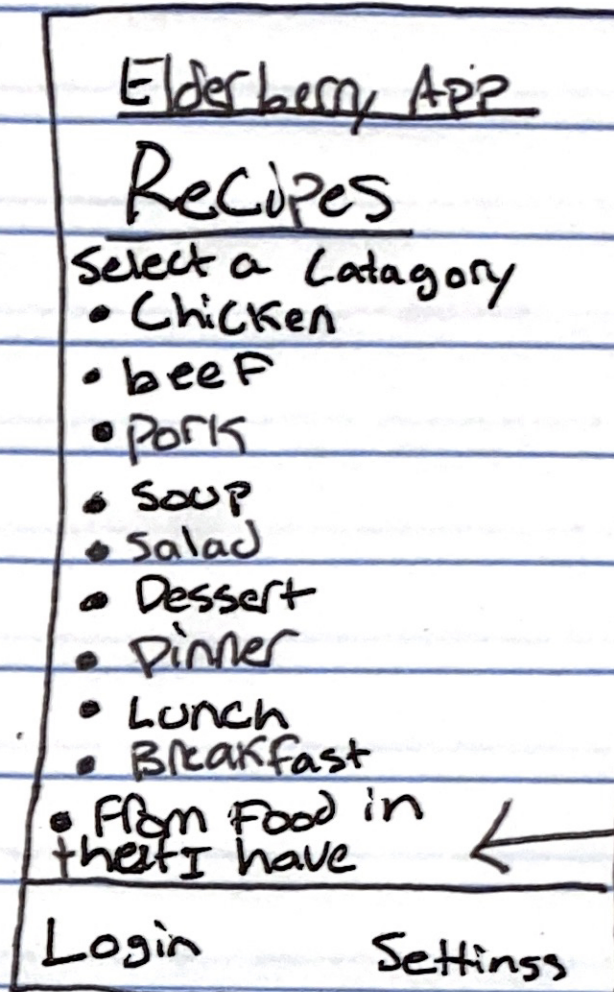 Elderberry App
Recipes
Select a Catagory
• Chicken
• beef
• Pork
• Soup
• Salad
• Dessert
• Dinner
• Lunch
• Breakfast
• From Food in
I have
Login Settings